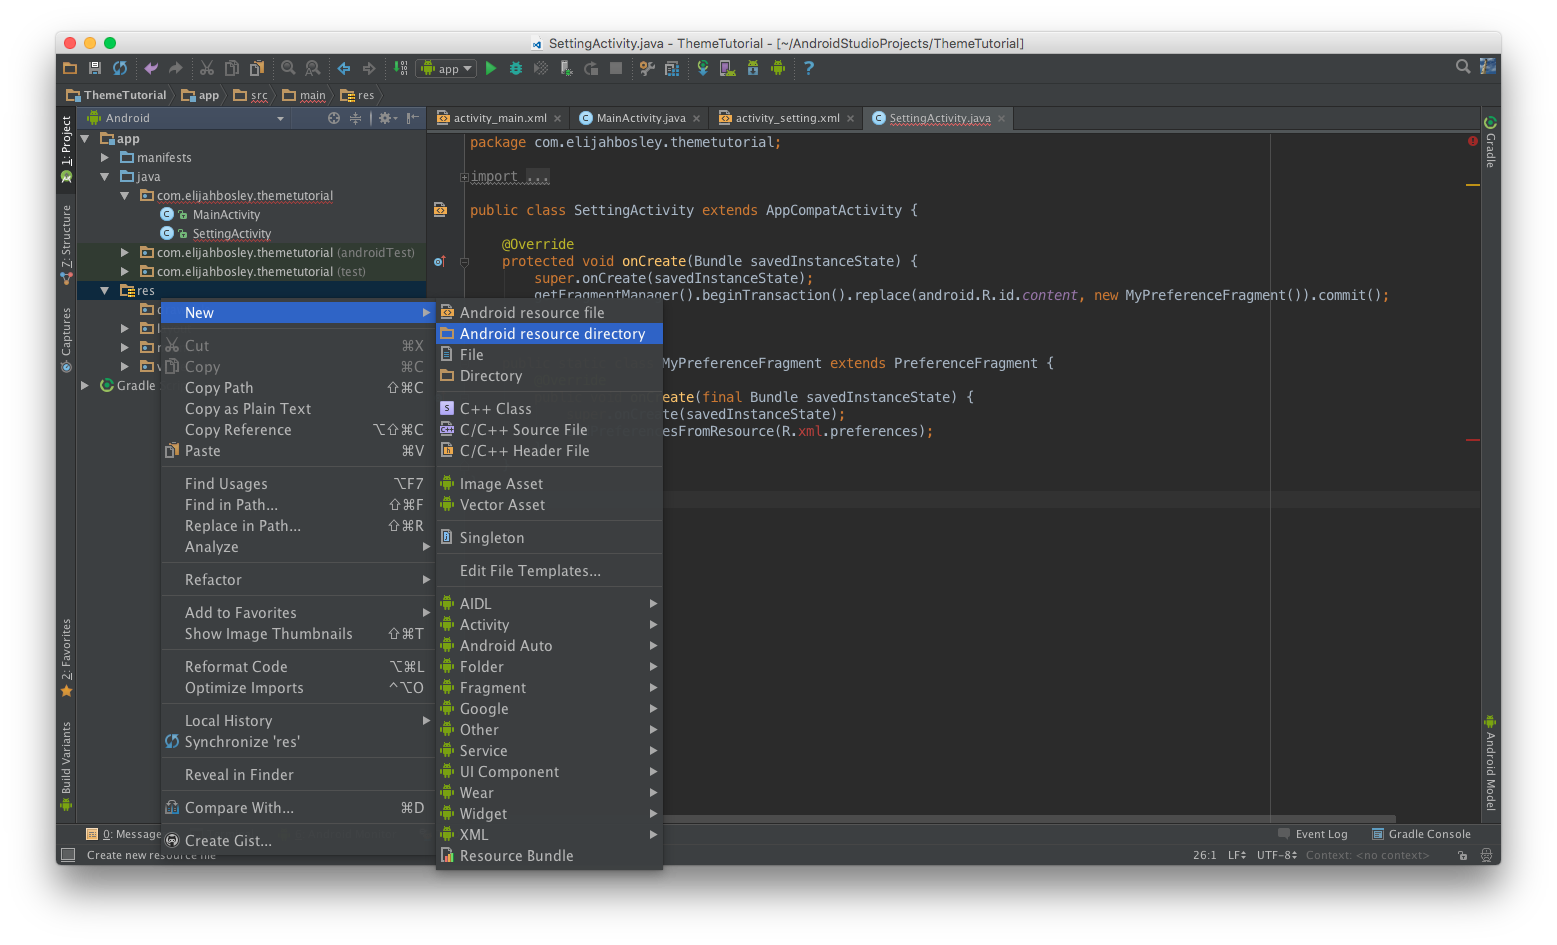 SettingActivity.java - ThemeTutorial - [~/AndroidStudioProjects/ThemeTutorial]
app
ThemeTutorial app src main res
Android
activity_main.xml MainActivity.java activity_setting.xml SettingActivity.java
1: Project
Z: Structure
Captures
2: Favorites
Build Variants
app
manifests
java
com.elijahbosley.themetutorial
MainActivity
SettingActivity
com.elijahbosley.themetutorial (androidTest)
com.elijahbosley.themetutorial (test)
res
Gradle
package com.elijahbosley.themetutorial;
import ...
public class SettingActivity extends AppCompatActivity {
@Override
protected void onCreate(Bundle savedInstanceState) {
super.onCreate(savedInstanceState);
getFragmentManager().beginTransaction().replace(android.R.id.content, new MyPreferenceFragment()).commit();
MyPreferenceFragment extends PreferenceFragment {
eate(final Bundle savedInstanceState) {
te(savedInstanceState);
esFromResource(R.xml.preferences);
New
Cut ⌘X
Copy ⌘C
Copy Path ⇧⌘C
Copy as Plain Text
Copy Reference ⌥⇧⌘C
Paste ⌘V
Find Usages ⌥F7
Find in Path... ⇧⌘F
Replace in Path... ⇧⌘R
Analyze
Refactor
Add to Favorites
Show Image Thumbnails ⇧⌘T
Reformat Code ⌥⌘L
Optimize Imports ^⌥O
Local History
Synchronize 'res'
Reveal in Finder
Compare With... ⌘D
Create Gist...
Android resource file
Android resource directory
File
Directory
C++ Class
C/C++ Source File
C/C++ Header File
Image Asset
Vector Asset
Singleton
Edit File Templates...
AIDL
Activity
Android Auto
Folder
Fragment
Google
Other
Service
UI Component
Wear
Widget
XML
Resource Bundle
Gradle
Android Model
0: Message
Event Log Gradle Console
Create new resource file
26:1 LF UTF-8 Context: <no context>